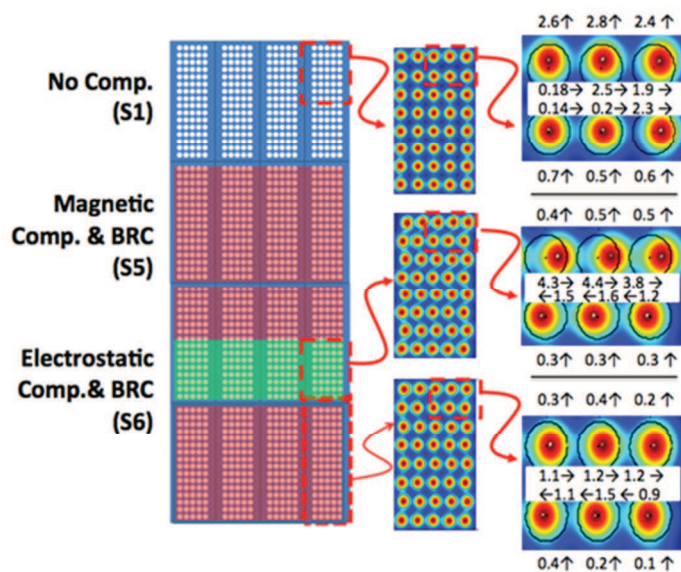 No Comp.
(S1)
Magnetic
Comp. & BRC
(S5)
Electrostatic
Comp.& BRC
(S6)
2.6↑ 2.8↑ 2.4↑
0.18→ 2.5→ 1.9→
0.14→ 0.2→ 2.3→
0.7↑ 0.5↑ 0.6↑
0.4↑ 0.5↑ 0.5↑
4.3→ 4.4→ 3.8→
←1.5 ←1.6 ←1.2
0.3↑ 0.3↑ 0.3↑
0.3↑ 0.4↑ 0.2↑
1.1→ 1.2→ 1.2→
←1.1 ←1.5 ← 0.9
0.4↑ 0.2↑ 0.1↑